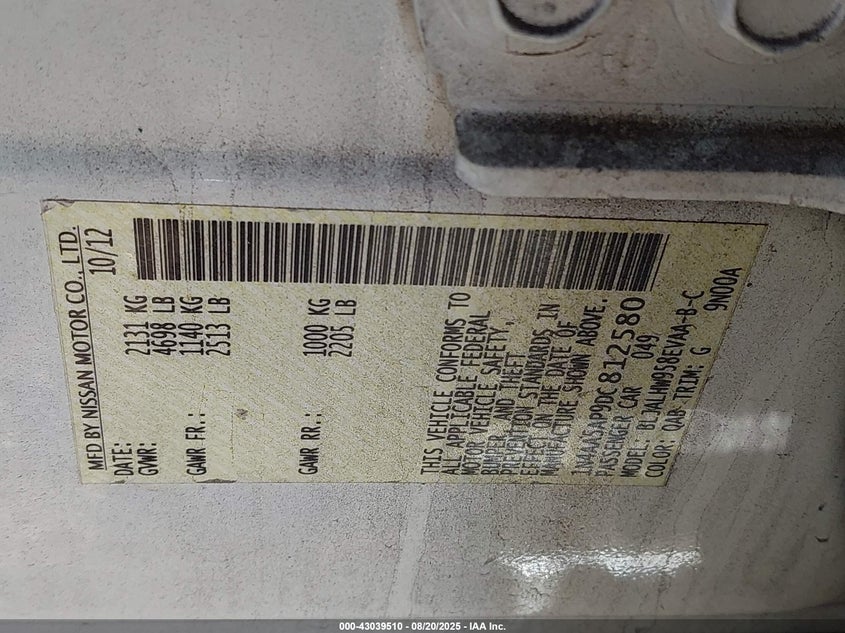 MFD BY NISSAN MOTOR CO., LTD.
DATE: 10/12
GVWR: 2131 KG
4698 LB
GAWR FR.: 1140 KG
2513 LB
GAWR RR.: 1000 KG
2205 LB
THIS VEHICLE CONFORMS TO
ALL APPLICABLE FEDERAL
MOTOR VEHICLE SAFETY,
BUMPER, AND THEFT
PREVENTION STANDARDS IN
EFFECT ON THE DATE OF
MANUFACTURE SHOWN ABOVE.
1N4AA5AP9DC812580
PASSENGER CAR 049
MODEL: BLJALHW958EVAA-B-C
COLOR: QAB TRIM: G 9N00A
000-43039510 - 08/20/2025 - IAA Inc.